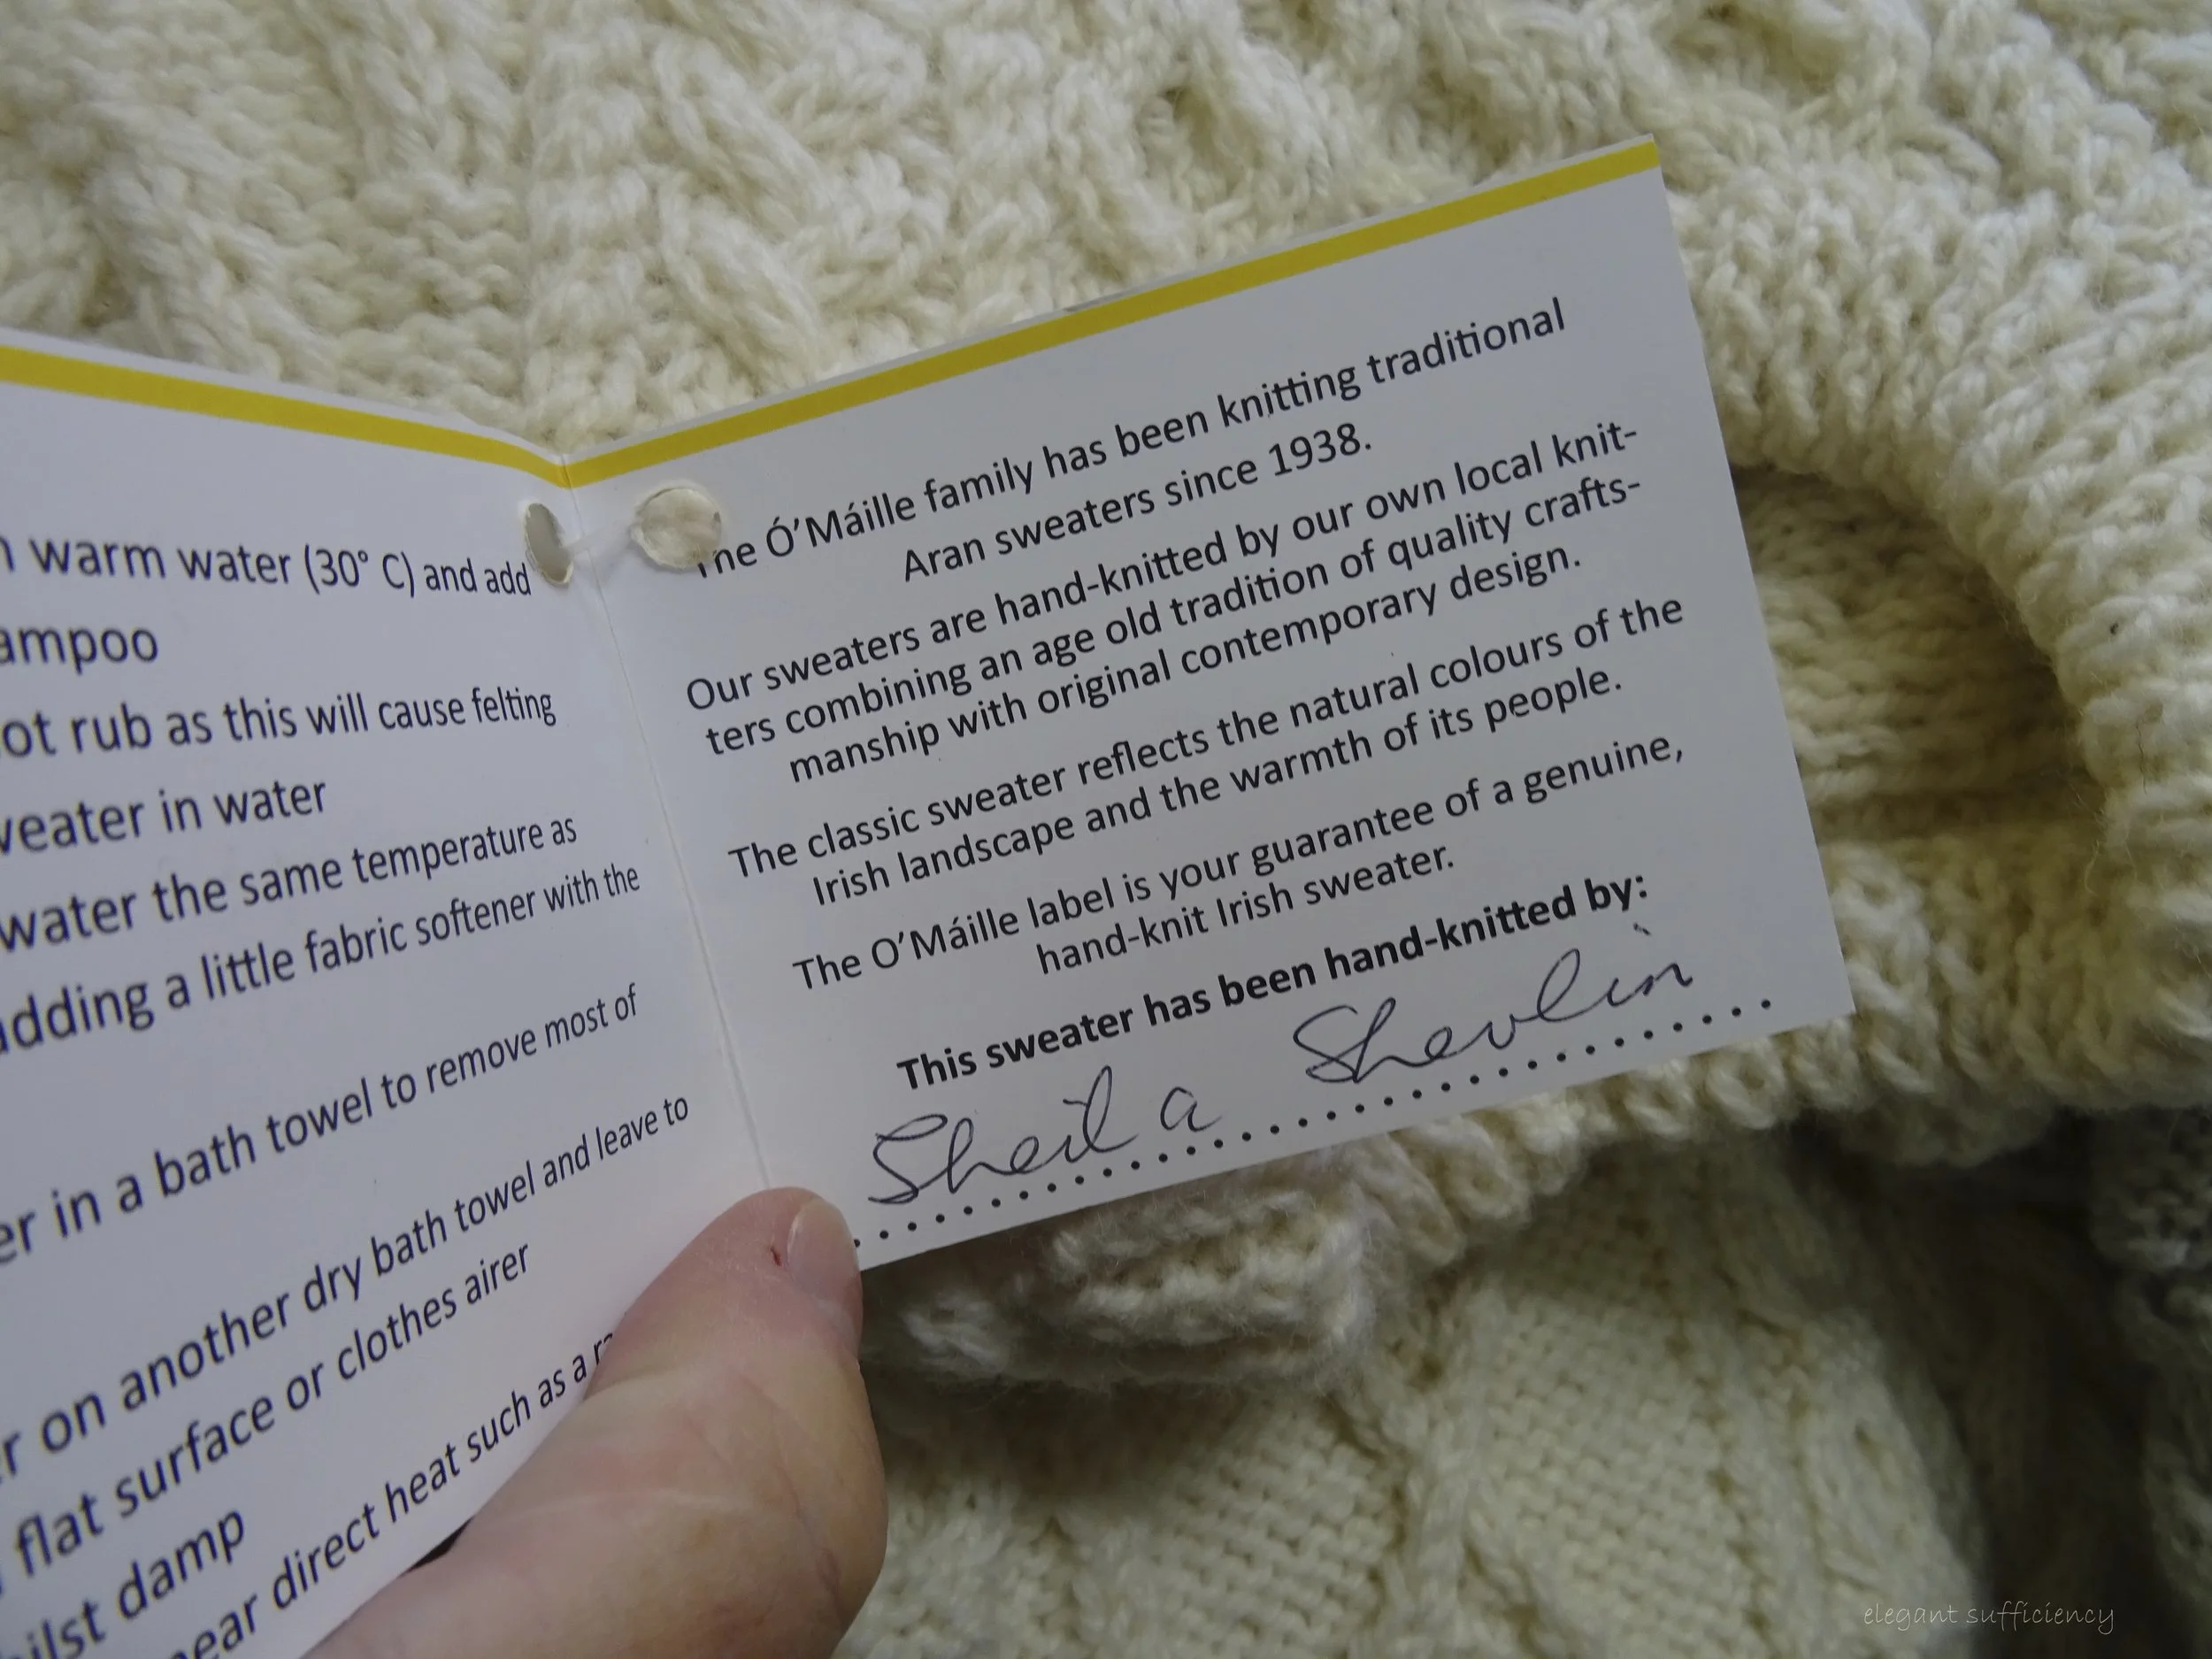 warm water (30° C) and add
ampoo
ot rub as this will cause felting
eater in water
water the same temperature as
dding a little fabric softener with the
er in a bath towel to remove most of
r on another dry bath towel and leave to
flat surface or clothes airer
hilst damp
near direct heat such as a ra
The Ó'Máille family has been knitting traditional
Aran sweaters since 1938.
Our sweaters are hand-knitted by our own local knit-
ters combining an age old tradition of quality crafts-
manship with original contemporary design.
The classic sweater reflects the natural colours of the
Irish landscape and the warmth of its people.
The O'Máille label is your guarantee of a genuine,
hand-knit Irish sweater.
This sweater has been hand-knitted by:
Sheila Shevlin
elegant sufficiency